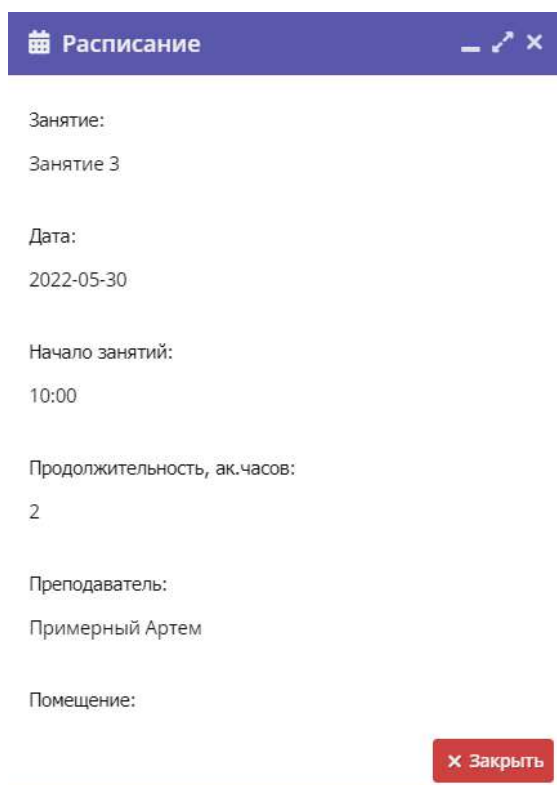 Расписание
Занятие:
Занятие 3
Дата:
2022-05-30
Начало занятий:
10:00
Продолжительность, ак.часов:
2
Преподаватель:
Примерный Артем
Помещение:
Закрыть